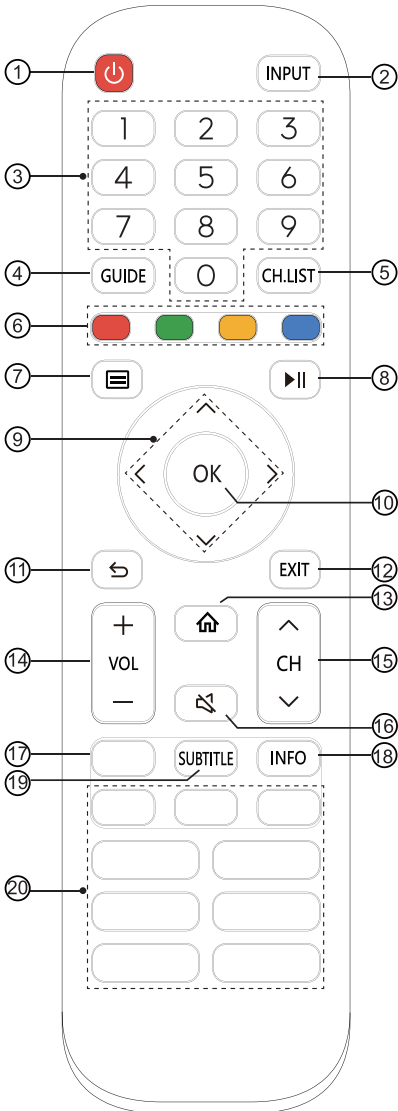 ① ②
INPUT
1 2 3
③ 4 5 6
7 8 9
④ GUIDE 0 CH.LIST ⑤
⑥
⑦ ⑧
⑨
OK
⑩
⑪ EXIT ⑫
⑬
+
⑭ VOL CH ⑮
−
⑯
⑰ SUBTITLE INFO ⑱
⑲
⑳